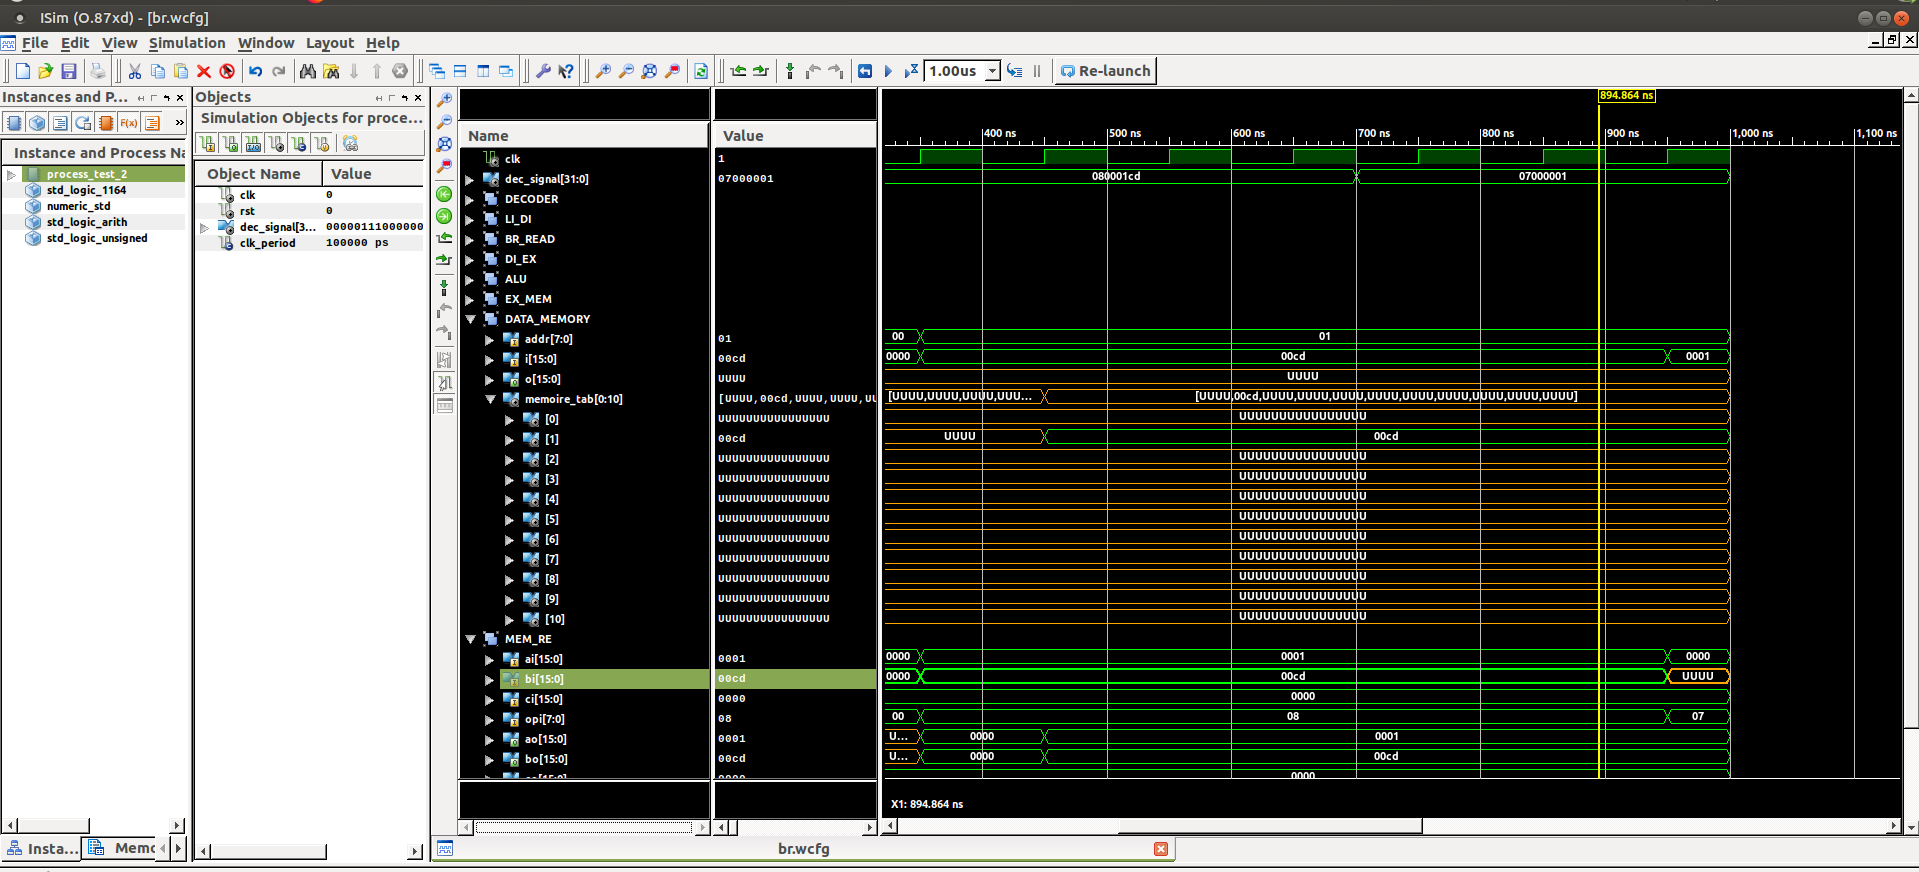 ISim (O.87xd) - [br.wcfg]
File Edit View Simulation Window Layout Help
1.00us Re-launch
Instances and P...
F(x)
»
Instance and Process Na
process_test_2
std_logic_1164
numeric_std
std_logic_arith
std_logic_unsigned
Insta... Memo
Objects
Simulation Objects for proce...
Object Name Value
clk 0
rst 0
dec_signal[3... 00000111000000
clk_period 100000 ps
Name Value
clk 1
dec_signal[31:0] 07000001
DECODER
LI_DI
BR_READ
DI_EX
ALU
EX_MEM
DATA_MEMORY
addr[7:0] 01
i[15:0] 00cd
o[15:0] UUUU
memoire_tab[0:10] [UUUU,00cd,UUUU,UUUU,UU
[0] UUUUUUUUUUUUUUUU
[1] 00cd
[2] UUUUUUUUUUUUUUUU
[3] UUUUUUUUUUUUUUUU
[4] UUUUUUUUUUUUUUUU
[5] UUUUUUUUUUUUUUUU
[6] UUUUUUUUUUUUUUUU
[7] UUUUUUUUUUUUUUUU
[8] UUUUUUUUUUUUUUUU
[9] UUUUUUUUUUUUUUUU
[10] UUUUUUUUUUUUUUUU
MEM_RE
ai[15:0] 0001
bi[15:0] 00cd
ci[15:0] 0000
opi[7:0] 08
ao[15:0] 0001
bo[15:0] 00cd
894.864 ns
400 ns 500 ns 600 ns 700 ns 800 ns 900 ns 1,000 ns 1,100 ns
080001cd 07000001
00 01
0000 00cd 0001
UUUU
[UUUU,UUUU,UUUU,UUU... [UUUU,00cd,UUUU,UUUU,UUUU,UUUU,UUUU,UUUU,UUUU,UUUU,UUUU]
UUUUUUUUUUUUUUUU
UUUU 00cd
UUUUUUUUUUUUUUUU
UUUUUUUUUUUUUUUU
UUUUUUUUUUUUUUUU
UUUUUUUUUUUUUUUU
UUUUUUUUUUUUUUUU
UUUUUUUUUUUUUUUU
UUUUUUUUUUUUUUUU
UUUUUUUUUUUUUUUU
UUUUUUUUUUUUUUUU
0000 0001 0000
0000 00cd UUUU
0000
00 08 07
U... 0000 0001
U... 0000 00cd
0000
X1: 894.864 ns
br.wcfg